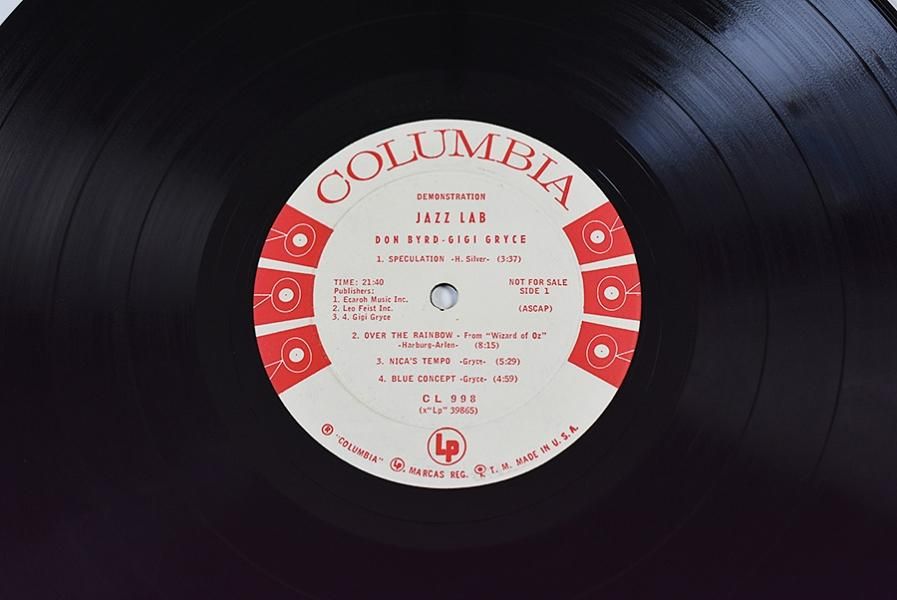 COLUMBIA
DEMONSTRATION
JAZZ LAB
DON BYRD-GIGI GRYCE
1. SPECULATION -H. Silver- (3:37)
TIME: 21:40
Publishers:
1. Ecaroh Music Inc.
2. Leo Feist Inc.
3. 4. Gigi Gryce
NOT FOR SALE
SIDE 1
(ASCAP)
2. OVER THE RAINBOW - From "Wizard of Oz"
-Harburg-Arlen- (8:15)
3. NICA'S TEMPO -Gryce- (5:29)
4. BLUE CONCEPT -Gryce- (4:59)
CL 998
(x"Lp" 39865)
Lp
® "COLUMBIA" Lp, MARCAS REG. T. M. MADE IN U. S. A.